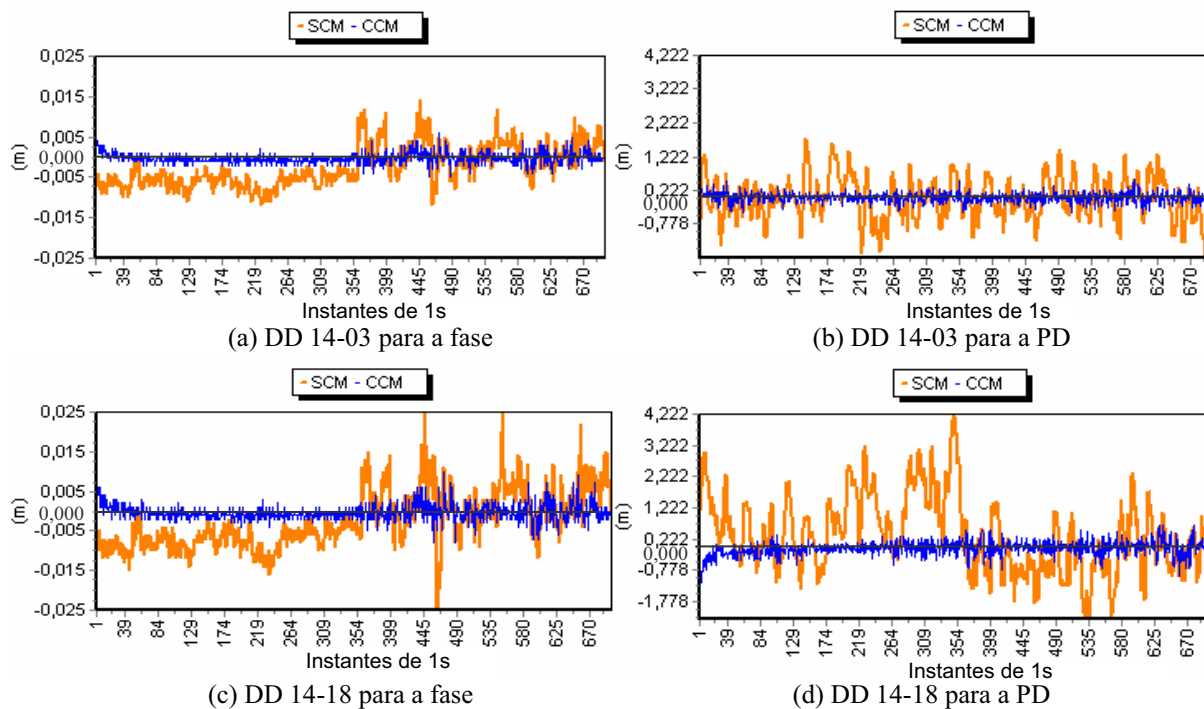 SCM CCM
0,025
0,015
0,005
0,000
-0,005
-0,015
-0,025
(m)
1 39 84 129 174 219 264 309 354 399 445 490 535 580 625 670
Instantes de 1s
(a) DD 14-03 para a fase
SCM CCM
4,222
3,222
2,222
1,222
0,222
0,000
-0,778
(m)
1 39 84 129 174 219 264 309 354 399 445 490 535 580 625 670
Instantes de 1s
(b) DD 14-03 para a PD
SCM CCM
0,025
0,015
0,005
0,000
-0,005
-0,015
-0,025
(m)
1 39 84 129 174 219 264 309 354 399 445 490 535 580 625 670
Instantes de 1s
(c) DD 14-18 para a fase
SCM CCM
4,222
3,222
2,222
1,222
0,222
0,000
-0,778
-1,778
(m)
1 39 84 129 174 219 264 309 354 399 445 490 535 580 625 670
Instantes de 1s
(d) DD 14-18 para a PD